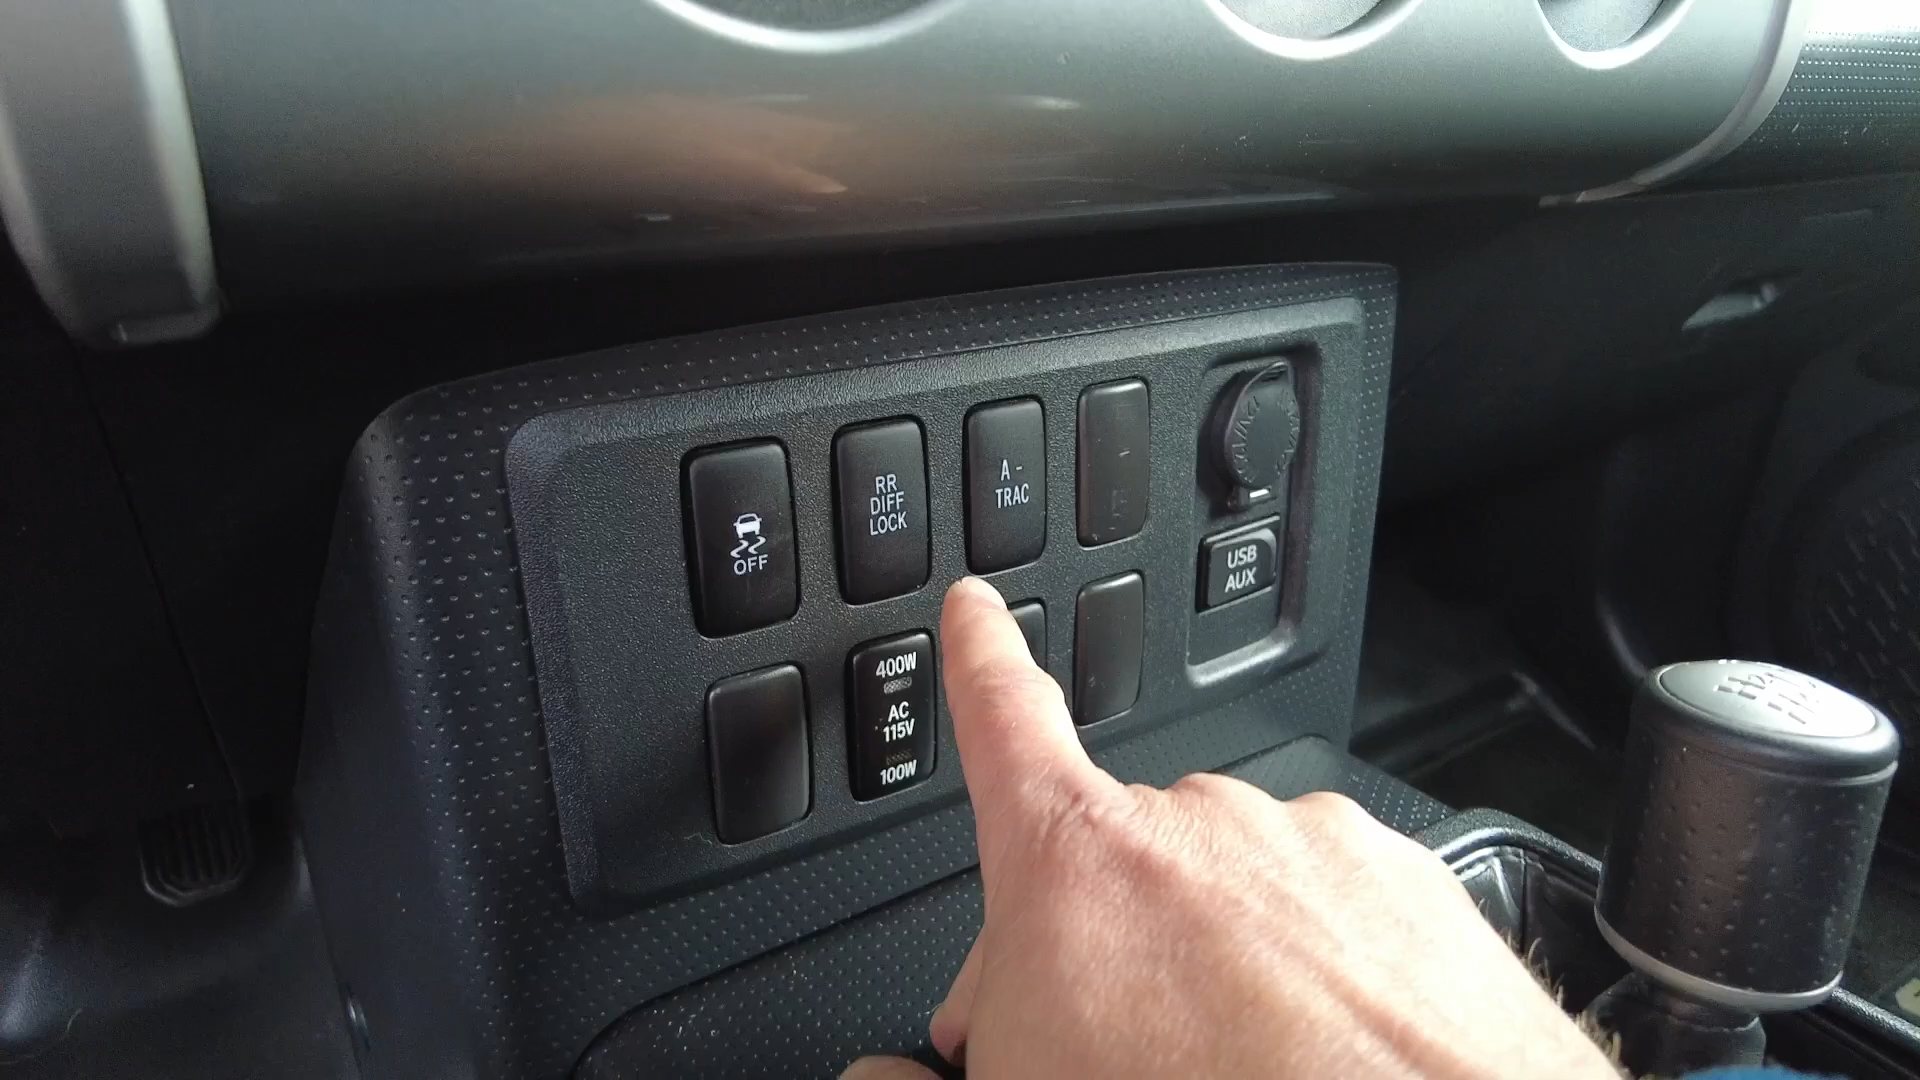 OFF
RR
DIFF
LOCK
A -
TRAC
USB
AUX
400W
AC
115V
100W